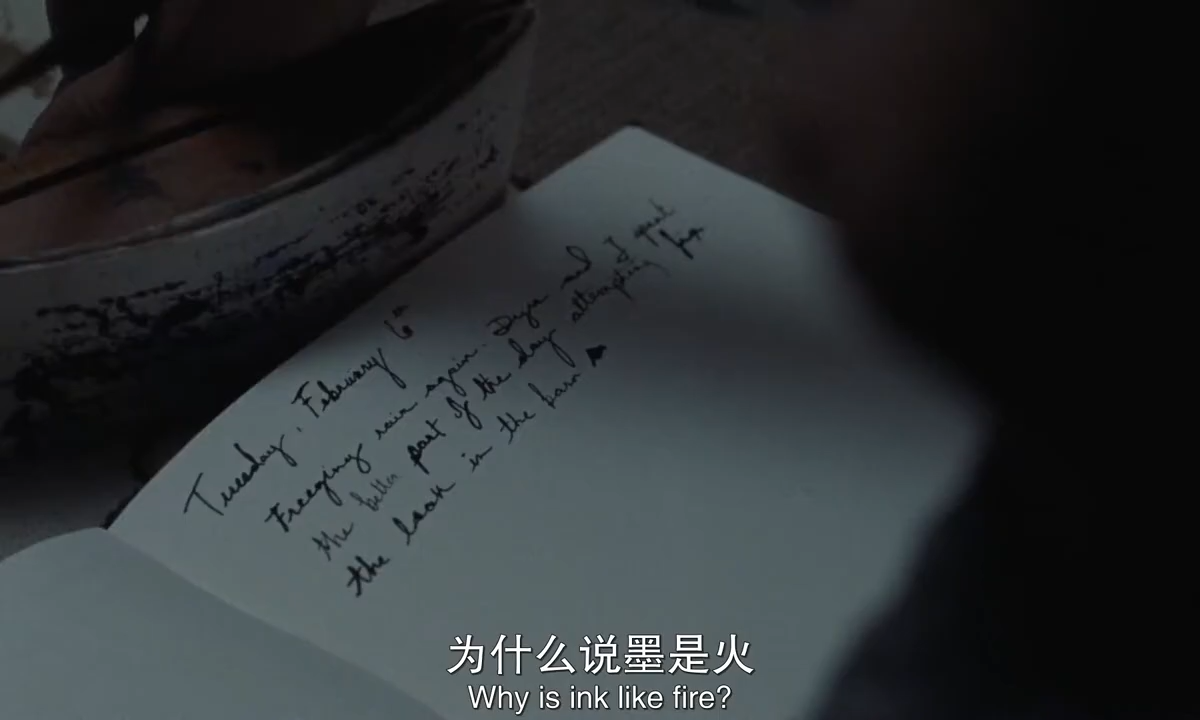 Tuesday, February 6th
Freezing rain again. Dyer and I spent
the better part of the day attempting to fix
the leak in the barn
为什么说墨是火
Why is ink like fire?